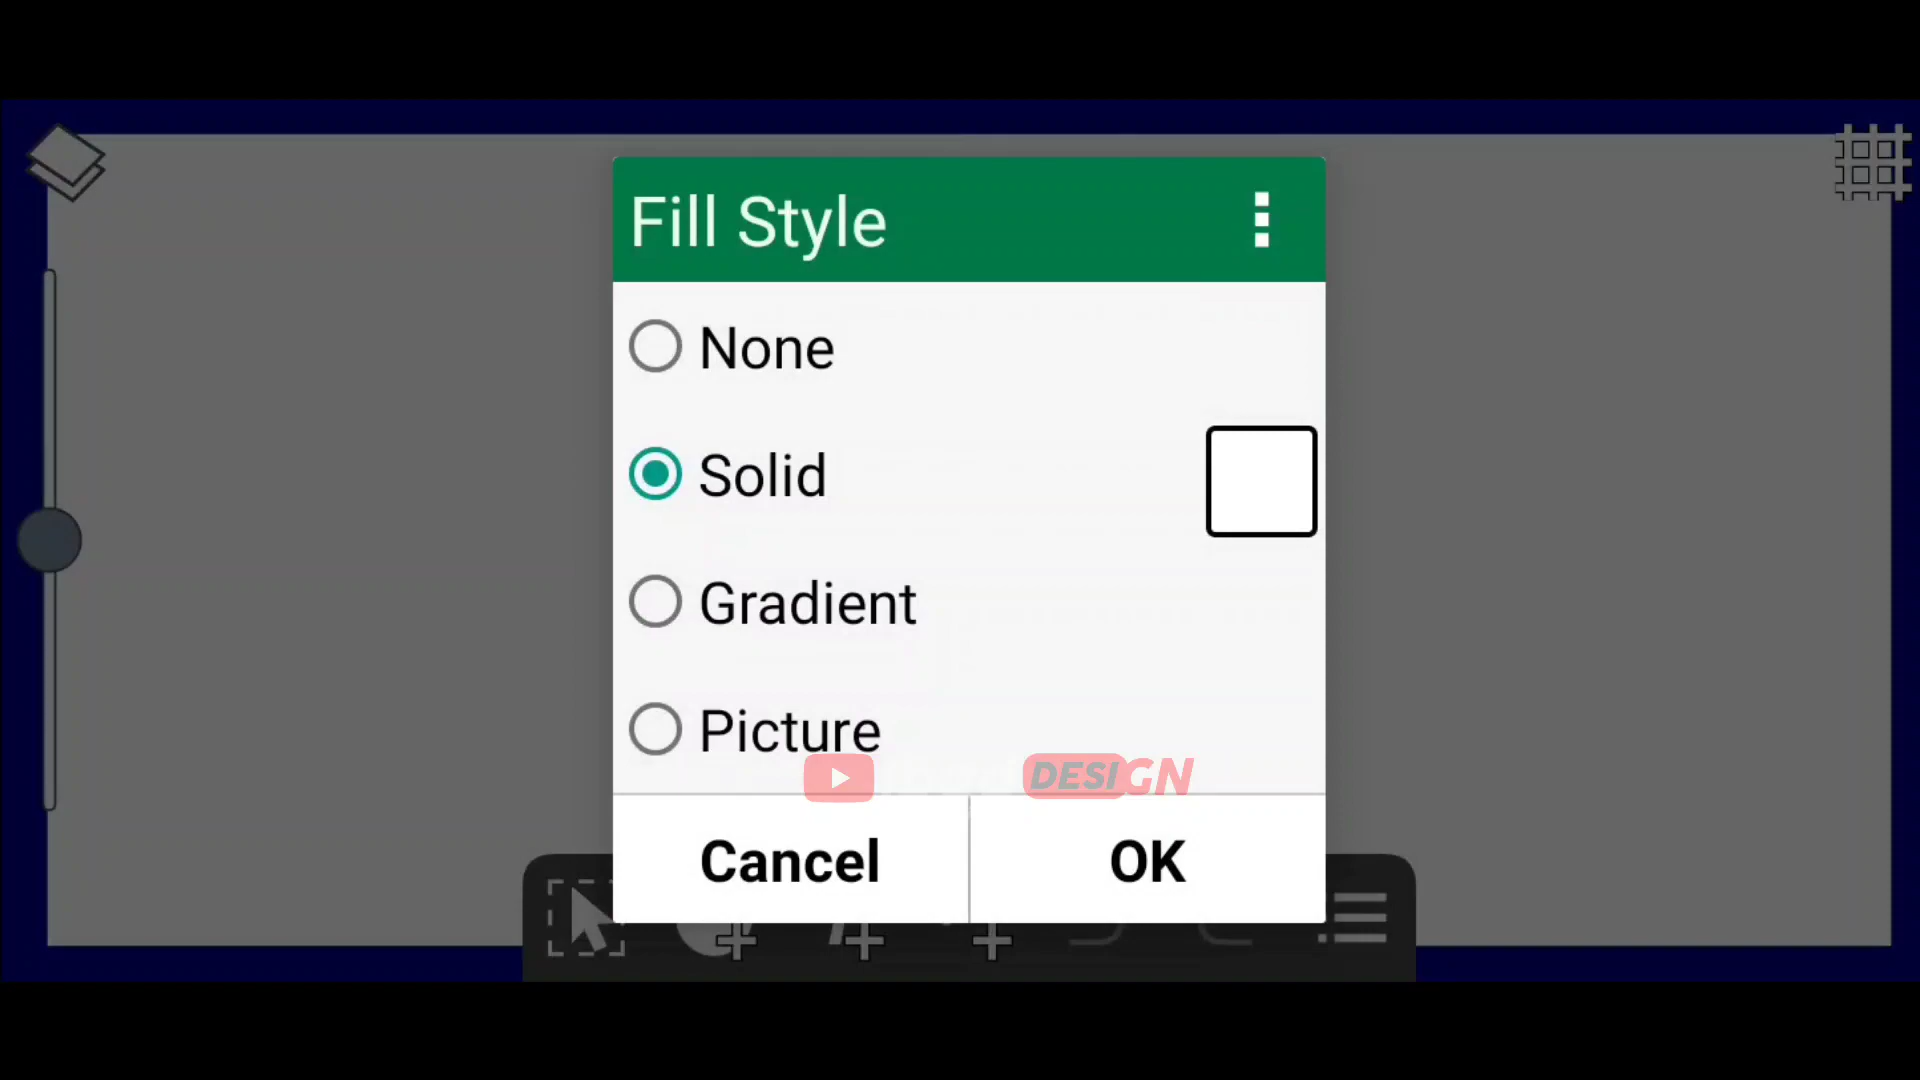 Fill Style
None
Solid
Gradient
Picture
DESIGN
Cancel
OK